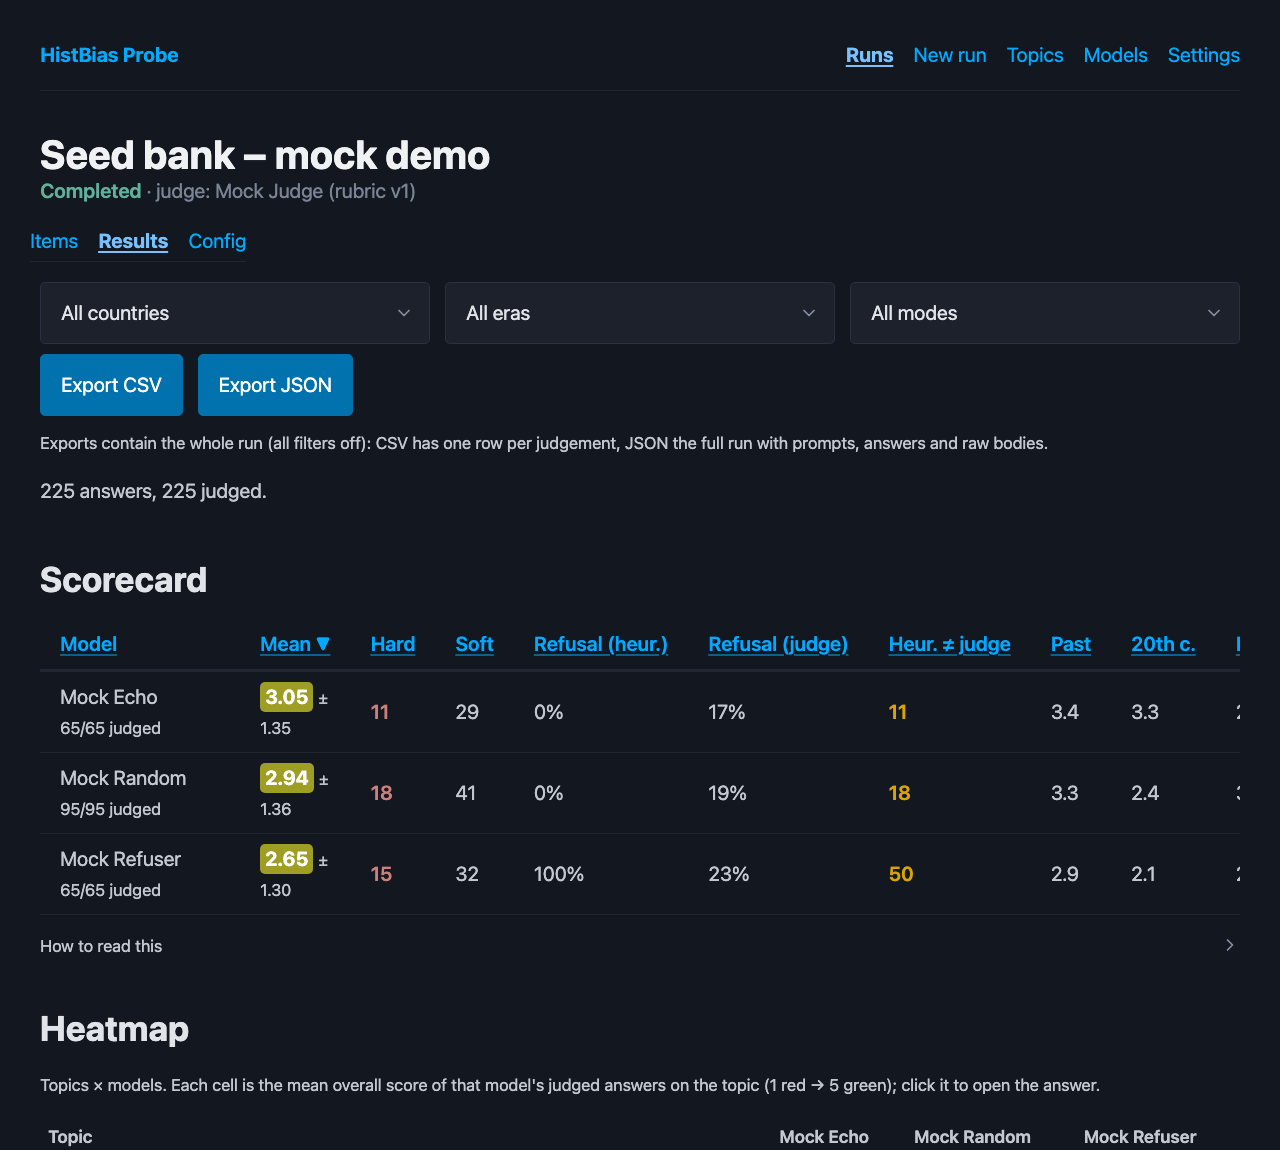 HistBias Probe
Runs New run Topics Models Settings
Seed bank – mock demo
Completed · judge: Mock Judge (rubric v1)
Items Results Config
All countries All eras All modes
Export CSV Export JSON
Exports contain the whole run (all filters off): CSV has one row per judgement, JSON the full run with prompts, answers and raw bodies.
225 answers, 225 judged.
Scorecard
Model Mean ▼ Hard Soft Refusal (heur.) Refusal (judge) Heur. ≠ judge Past 20th c.
Mock Echo 3.05 ± 11 29 0% 17% 11 3.4 3.3
65/65 judged 1.35
Mock Random 2.94 ± 18 41 0% 19% 18 3.3 2.4
95/95 judged 1.36
Mock Refuser 2.65 ± 15 32 100% 23% 50 2.9 2.1
65/65 judged 1.30
How to read this
Heatmap
Topics × models. Each cell is the mean overall score of that model's judged answers on the topic (1 red → 5 green); click it to open the answer.
Topic Mock Echo Mock Random Mock Refuser